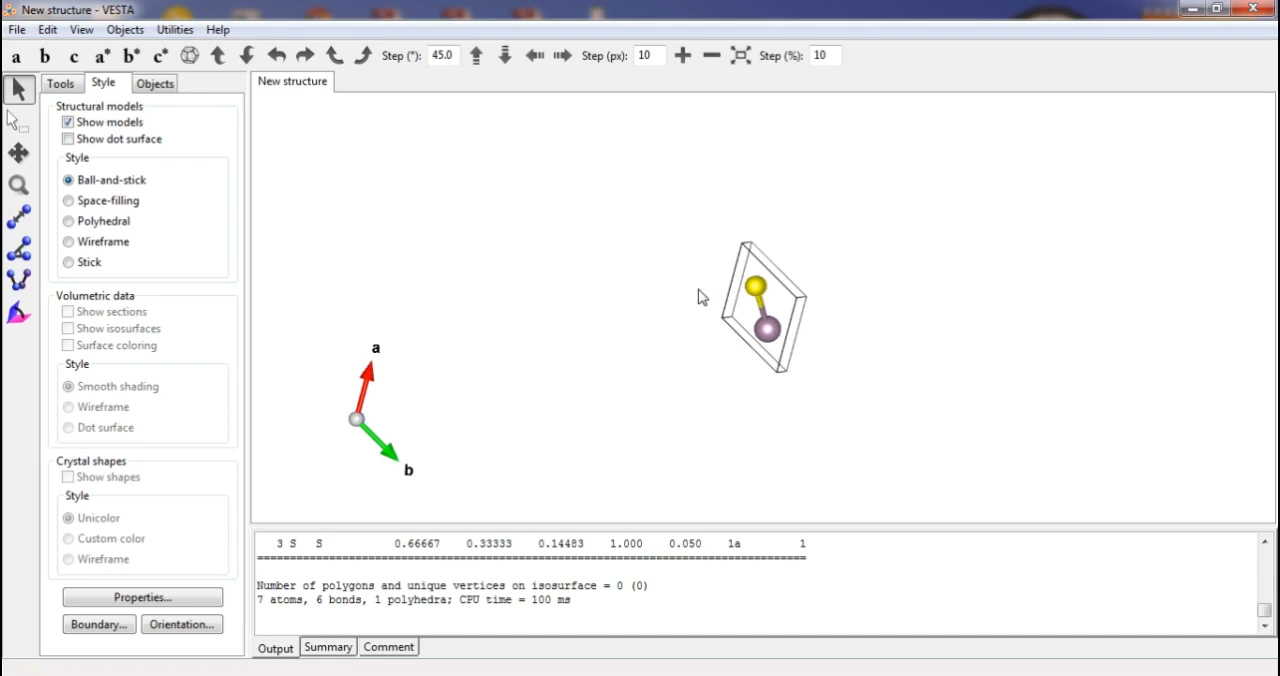 New structure - VESTA
File Edit View Objects Utilities Help
a b c a* b* c* Step (°): 45.0 Step (px): 10 Step (%): 10
Tools Style Objects
New structure
Structural models
Show models
Show dot surface
Style
Ball-and-stick
Space-filling
Polyhedral
Wireframe
Stick
Volumetric data
Show sections
Show isosurfaces
Surface coloring
Style
Smooth shading
Wireframe
Dot surface
Crystal shapes
Show shapes
Style
Unicolor
Custom color
Wireframe
Properties...
Boundary... Orientation...
a
b
3 S S 0.66667 0.33333 0.14483 1.000 0.050 1a 1
================================================================================
Number of polygons and unique vertices on isosurface = 0 (0)
7 atoms, 6 bonds, 1 polyhedra; CPU time = 100 ms
Output Summary Comment